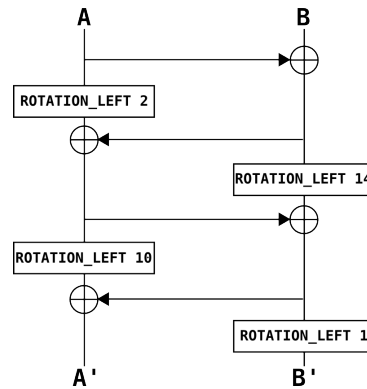 A B
ROTATION_LEFT 2
ROTATION_LEFT 14
ROTATION_LEFT 10
ROTATION_LEFT 1
A' B'